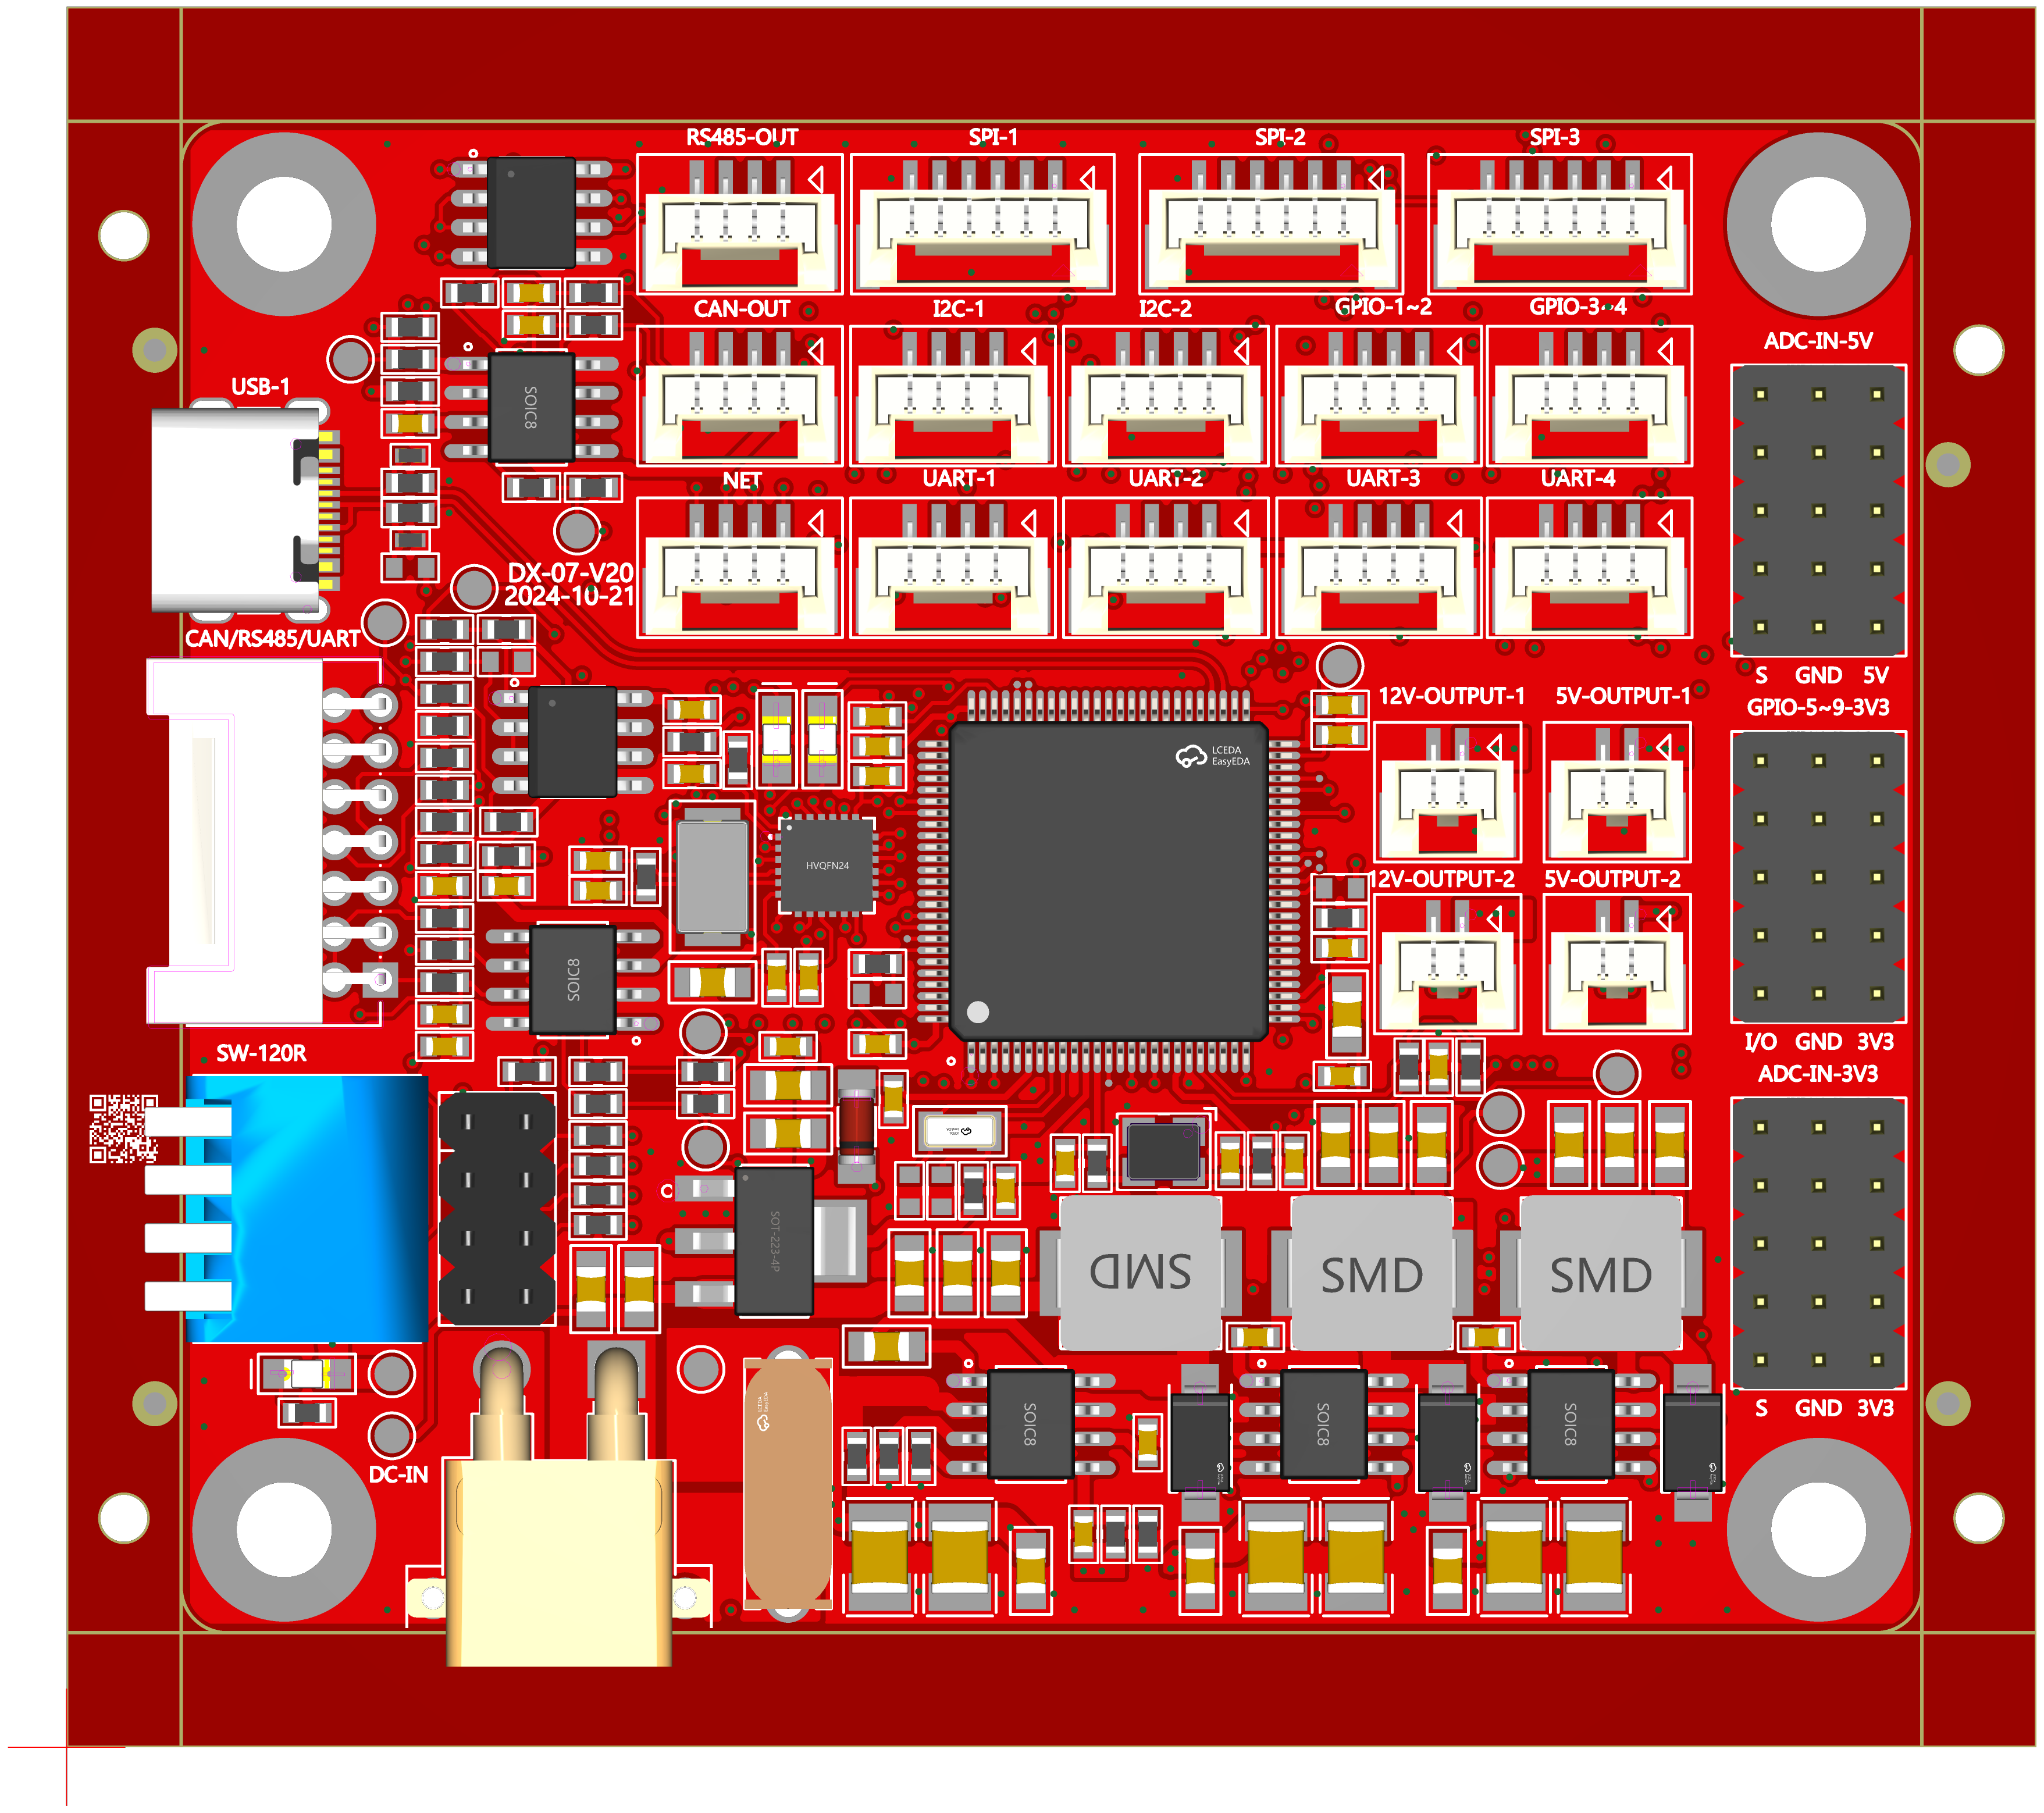 RS485-OUT
SPI-1
SPI-2
SPI-3
CAN-OUT
I2C-1
I2C-2
GPIO-1~2
GPIO-3~4
ADC-IN-5V
USB-1
SOIC8
NET
UART-1
UART-2
UART-3
UART-4
DX-07-V20
2024-10-21
CAN/RS485/UART
S GND 5V
12V-OUTPUT-1
5V-OUTPUT-1
GPIO-5~9-3V3
LCEDA
EasyEDA
HVQFN24
12V-OUTPUT-2
5V-OUTPUT-2
SOIC8
I/O GND 3V3
SW-120R
ADC-IN-3V3
SOT-223-4P
SMD
SMD
SMD
S GND 3V3
SOIC8
SOIC8
SOIC8
DC-IN